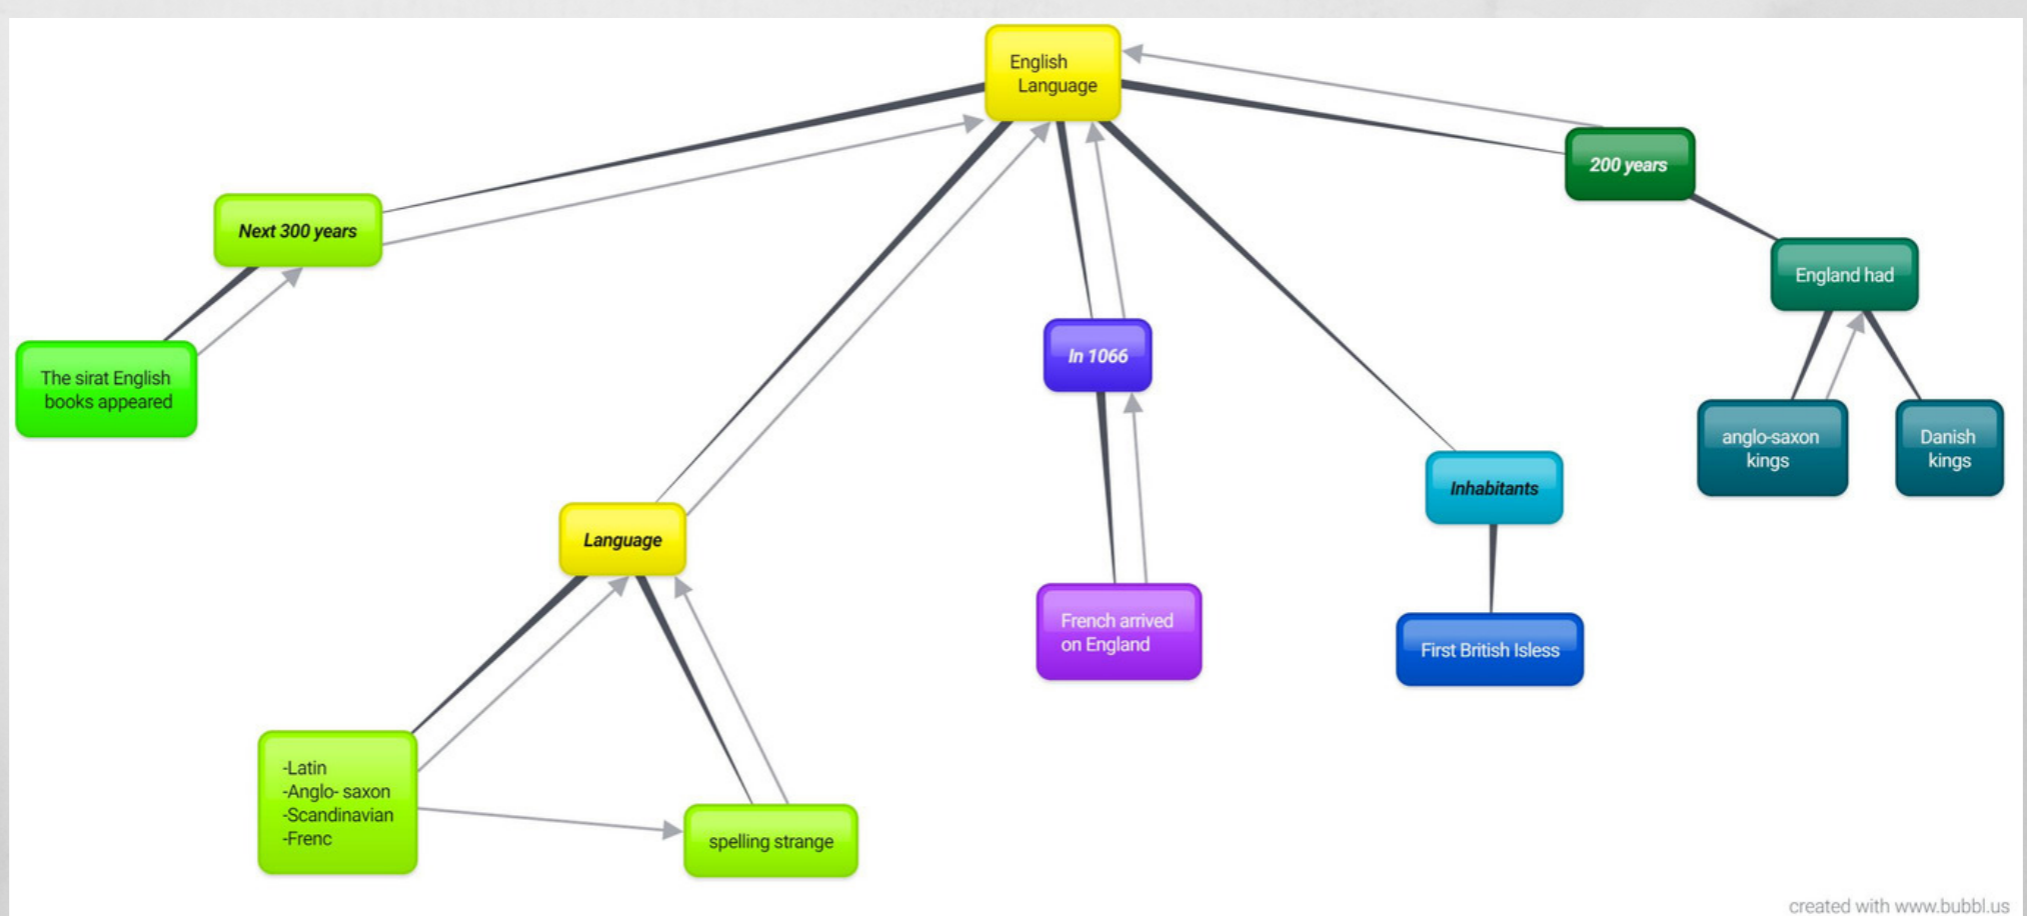 English
Language
200 years
Next 300 years
England had
In 1066
The sirat English
books appeared
anglo-saxon
kings
Danish
kings
Inhabitants
Language
French arrived
on England
First British Isless
-Latin
-Anglo- saxon
-Scandinavian
-Frenc
spelling strange
created with www.bubbl.us